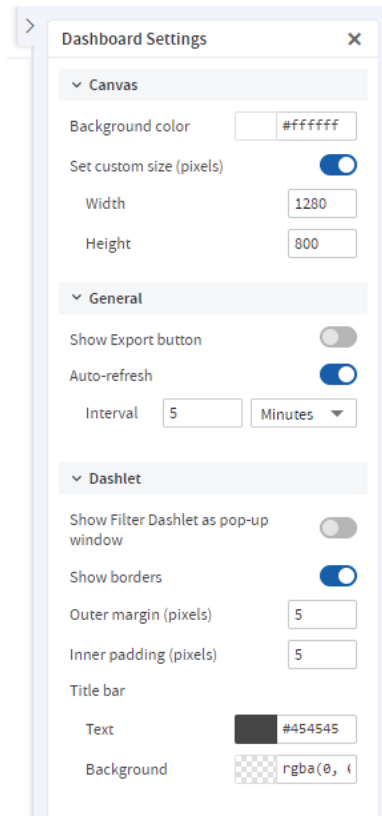 Dashboard Settings
Canvas
Background color #ffffff
Set custom size (pixels)
Width 1280
Height 800
General
Show Export button
Auto-refresh
Interval 5 Minutes
Dashlet
Show Filter Dashlet as pop-up
window
Show borders
Outer margin (pixels) 5
Inner padding (pixels) 5
Title bar
Text #454545
Background rgba(0,